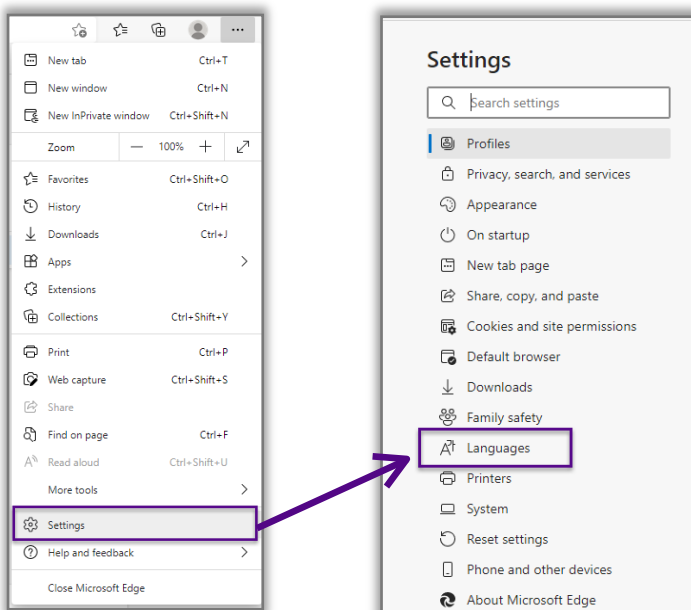 New tab Ctrl+T
New window Ctrl+N
New InPrivate window Ctrl+Shift+N
Zoom 100%
Favorites Ctrl+Shift+O
History Ctrl+H
Downloads Ctrl+J
Apps
Extensions
Collections Ctrl+Shift+Y
Print Ctrl+P
Web capture Ctrl+Shift+S
Share
Find on page Ctrl+F
Read aloud Ctrl+Shift+U
More tools
Settings
Help and feedback
Close Microsoft Edge
Settings
Search settings
Profiles
Privacy, search, and services
Appearance
On startup
New tab page
Share, copy, and paste
Cookies and site permissions
Default browser
Downloads
Family safety
Languages
Printers
System
Reset settings
Phone and other devices
About Microsoft Edge